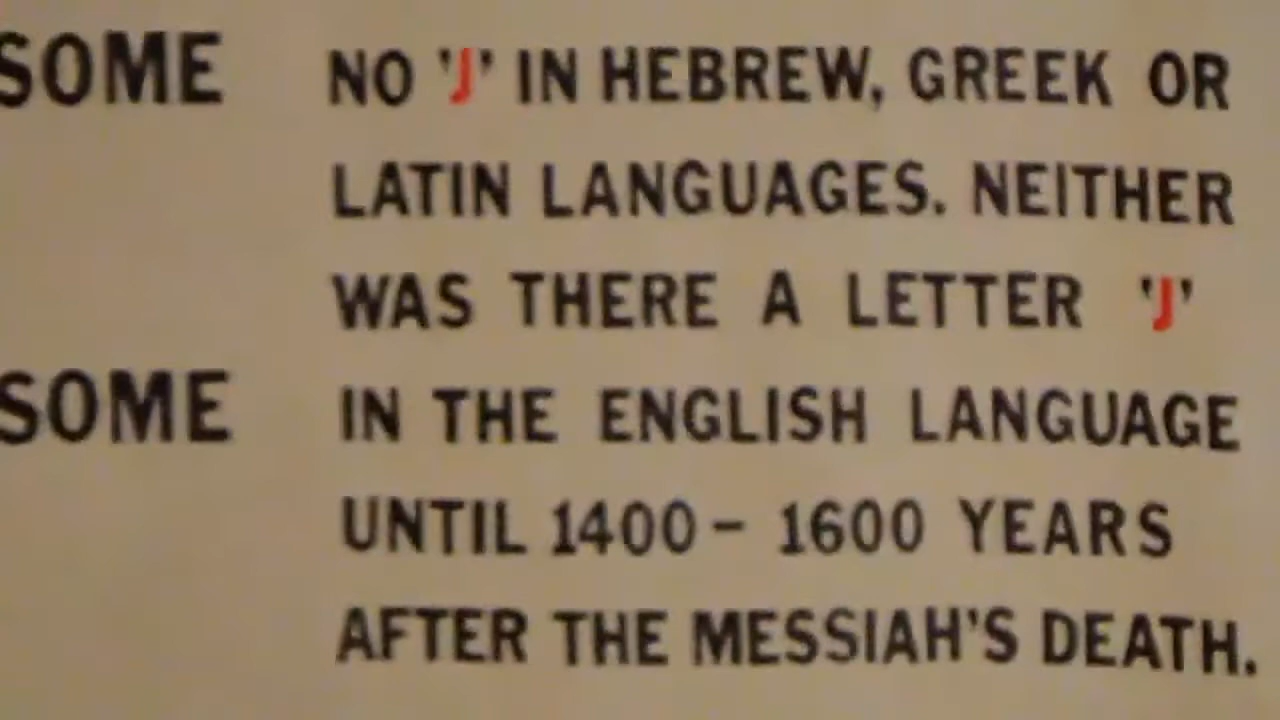 SOME
NO 'J' IN HEBREW, GREEK OR
LATIN LANGUAGES. NEITHER
WAS THERE A LETTER 'J'
SOME
IN THE ENGLISH LANGUAGE
UNTIL 1400 - 1600 YEARS
AFTER THE MESSIAH'S DEATH.